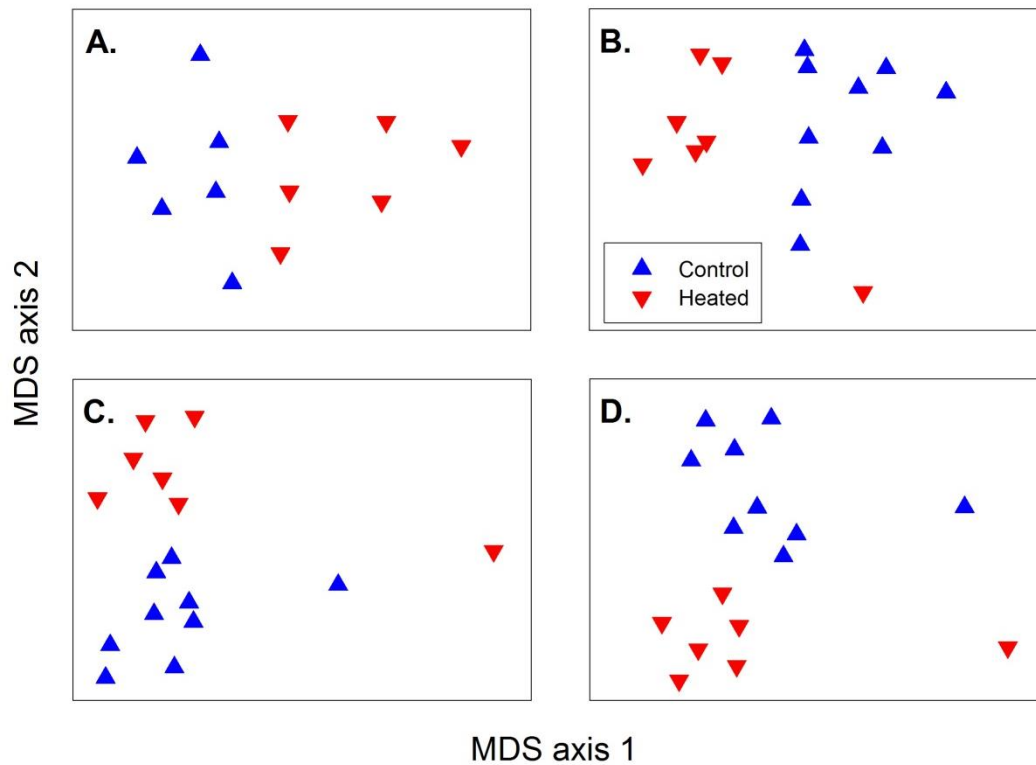 A.
B.
Control
Heated
C.
D.
MDS axis 2
MDS axis 1